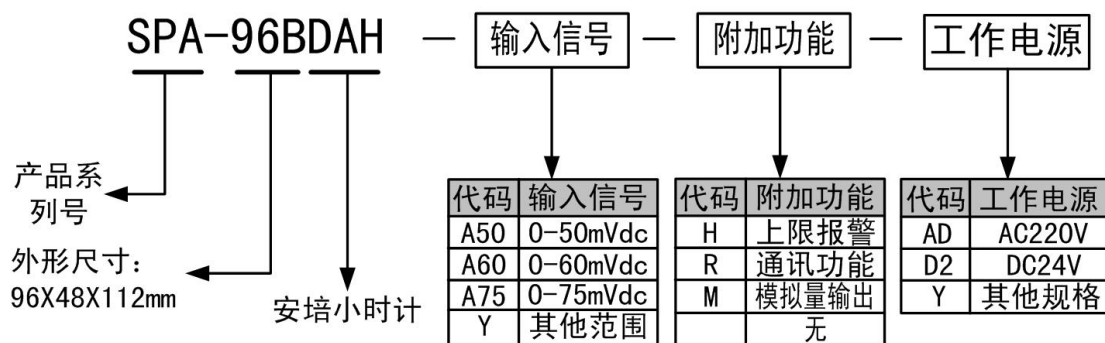 SPA-96BDAH — 输入信号 — 附加功能 — 工作电源
产品系
列号
外形尺寸:
96X48X112mm
安培小时计
代码 输入信号
A50 0-50mVdc
A60 0-60mVdc
A75 0-75mVdc
Y 其他范围
代码 附加功能
H 上限报警
R 通讯功能
M 模拟量输出
无
代码 工作电源
AD AC220V
D2 DC24V
Y 其他规格